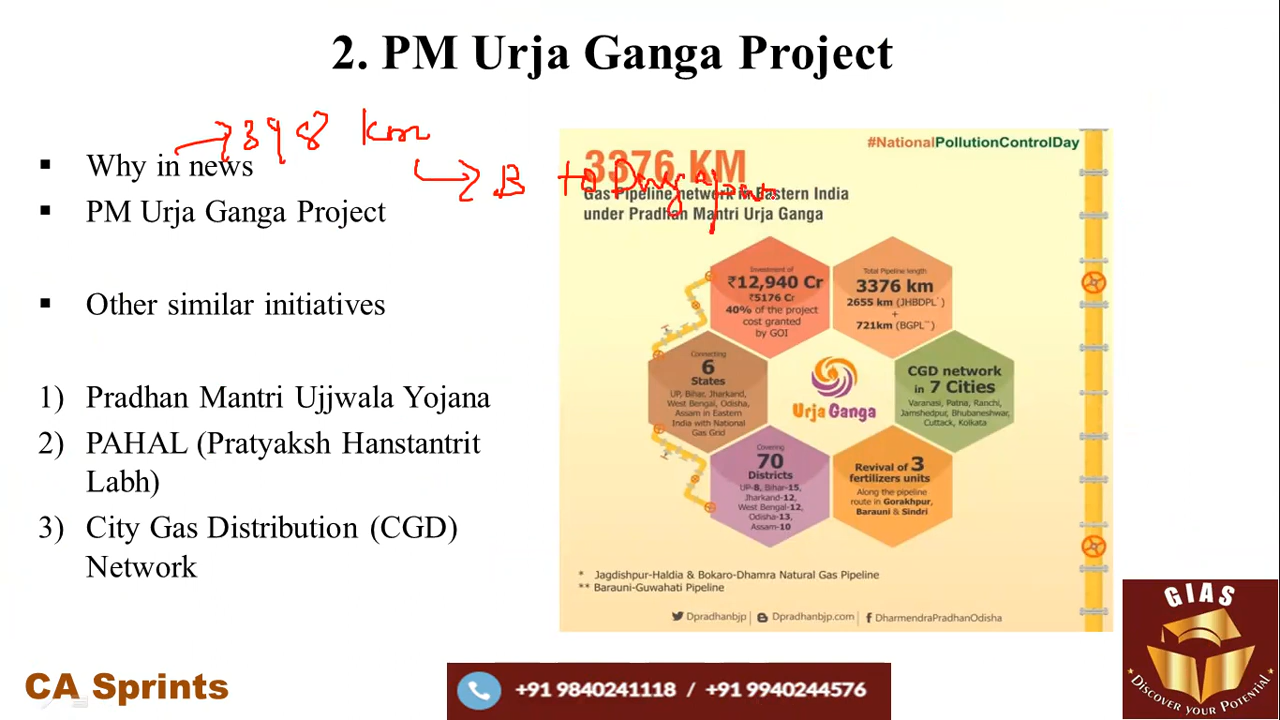 2. PM Urja Ganga Project
348 km
▪ Why in news
B to Durgapur.
▪ PM Urja Ganga Project
▪ Other similar initiatives
1) Pradhan Mantri Ujjwala Yojana
2) PAHAL (Pratyaksh Hanstantrit
Labh)
3) City Gas Distribution (CGD)
Network
#NationalPollutionControlDay
3376 KM
Gas Pipeline network in Eastern India
under Pradhan Mantri Urja Ganga
Investment of
₹12,940 Cr
₹5176 Cr
40% of the project
cost granted
by GOI
Total Pipeline length
3376 km
2655 km (JHBDPL*)
+
721km (BGPL**)
Connecting
6
States
UP, Bihar, Jharkand,
West Bengal, Odisha,
Assam in Eastern
India with National
Gas Grid
Urja Ganga
CGD network
in 7 Cities
Varanasi, Patna, Ranchi,
Jamshedpur, Bhubaneshwar,
Cuttack, Kolkata
Covering
70
Districts
UP-8, Bihar-15,
Jharkand-12,
West Bengal-12,
Odisha-13,
Assam-10
Revival of 3
fertilizers units
Along the pipeline
route in Gorakhpur,
Barauni & Sindri
* Jagdishpur-Haldia & Bokaro-Dhamra Natural Gas Pipeline
** Barauni-Guwahati Pipeline
Dpradhanbjp | Dpradhanbjp.com | DharmendraPradhanOdisha
CA Sprints
+91 9840241118 / +91 9940244576
GIAS
DISCOVER YOUR POTENTIAL